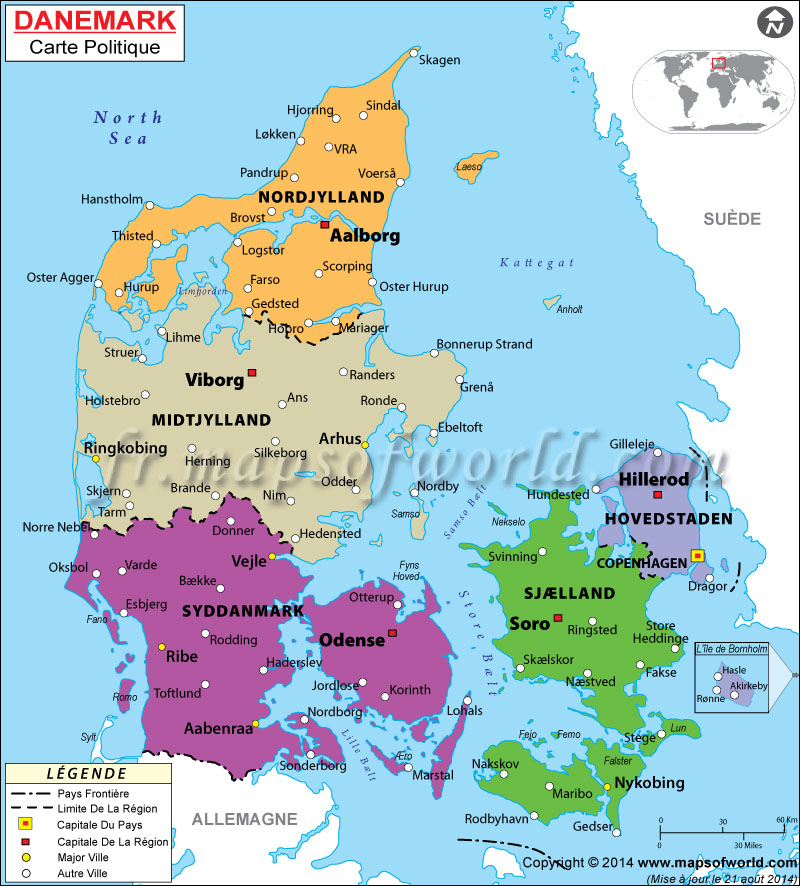 DANEMARK
Carte Politique
N
North
Sea
Skagen
Hjorring
Sindal
Løkken
VRA
Pandrup
Voerså
Laeso
NORDJYLLAND
Hanstholm
Brovst
Aalborg
SUÈDE
Thisted
Logstor
Scorping
Kattegat
Oster Agger
Hurup
Limfjorden
Farso
Oster Hurup
Gedsted
Anholt
Hobro
Mariager
Lihme
Struer
Bonnerup Strand
Viborg
Randers
Grenå
Holstebro
Ans
Ronde
MIDTJYLLAND
Ebeltoft
Ringkobing
Arhus
Silkeborg
Herning
fr.mapsofworld.com
Gilleleje
Hillerod
Skjern
Brande
Odder
Nordby
Hundested
Nim
Tarm
Samso
Samso Bælt
Nekselo
HOVEDSTADEN
Norre Nebel
Donner
Hedensted
Svinning
COPENHAGEN
Oksbol
Varde
Vejle
Fyns
Hoved
Dragor
Bække
Otterup
SJÆLLAND
Esbjerg
SYDDANMARK
Store Bælt
Fano
Soro
Ringsted
Store
Heddinge
Rodding
Odense
Ribe
Haderslev
Skælskor
Næstved
Fakse
L'île de Bornholm
Hasle
Akirkeby
Rønne
Romo
Toftlund
Jordlose
Korinth
Aabenraa
Nordborg
Lohals
Lille Bælt
Sylt
Stege
Lun
Fejo
Femo
Sonderborg
Æro
Marstal
Nakskov
Falster
Maribo
Nykobing
Rodbyhavn
Gedser
ALLEMAGNE
LÉGENDE
Pays Frontière
Limite De La Région
Capitale Du Pays
Capitale De La Région
Major Ville
Autre Ville
0 30 60 Km
0 30 Miles
Copyright © 2014 www.mapsofworld.com
(Mise à jour le 21 août 2014)